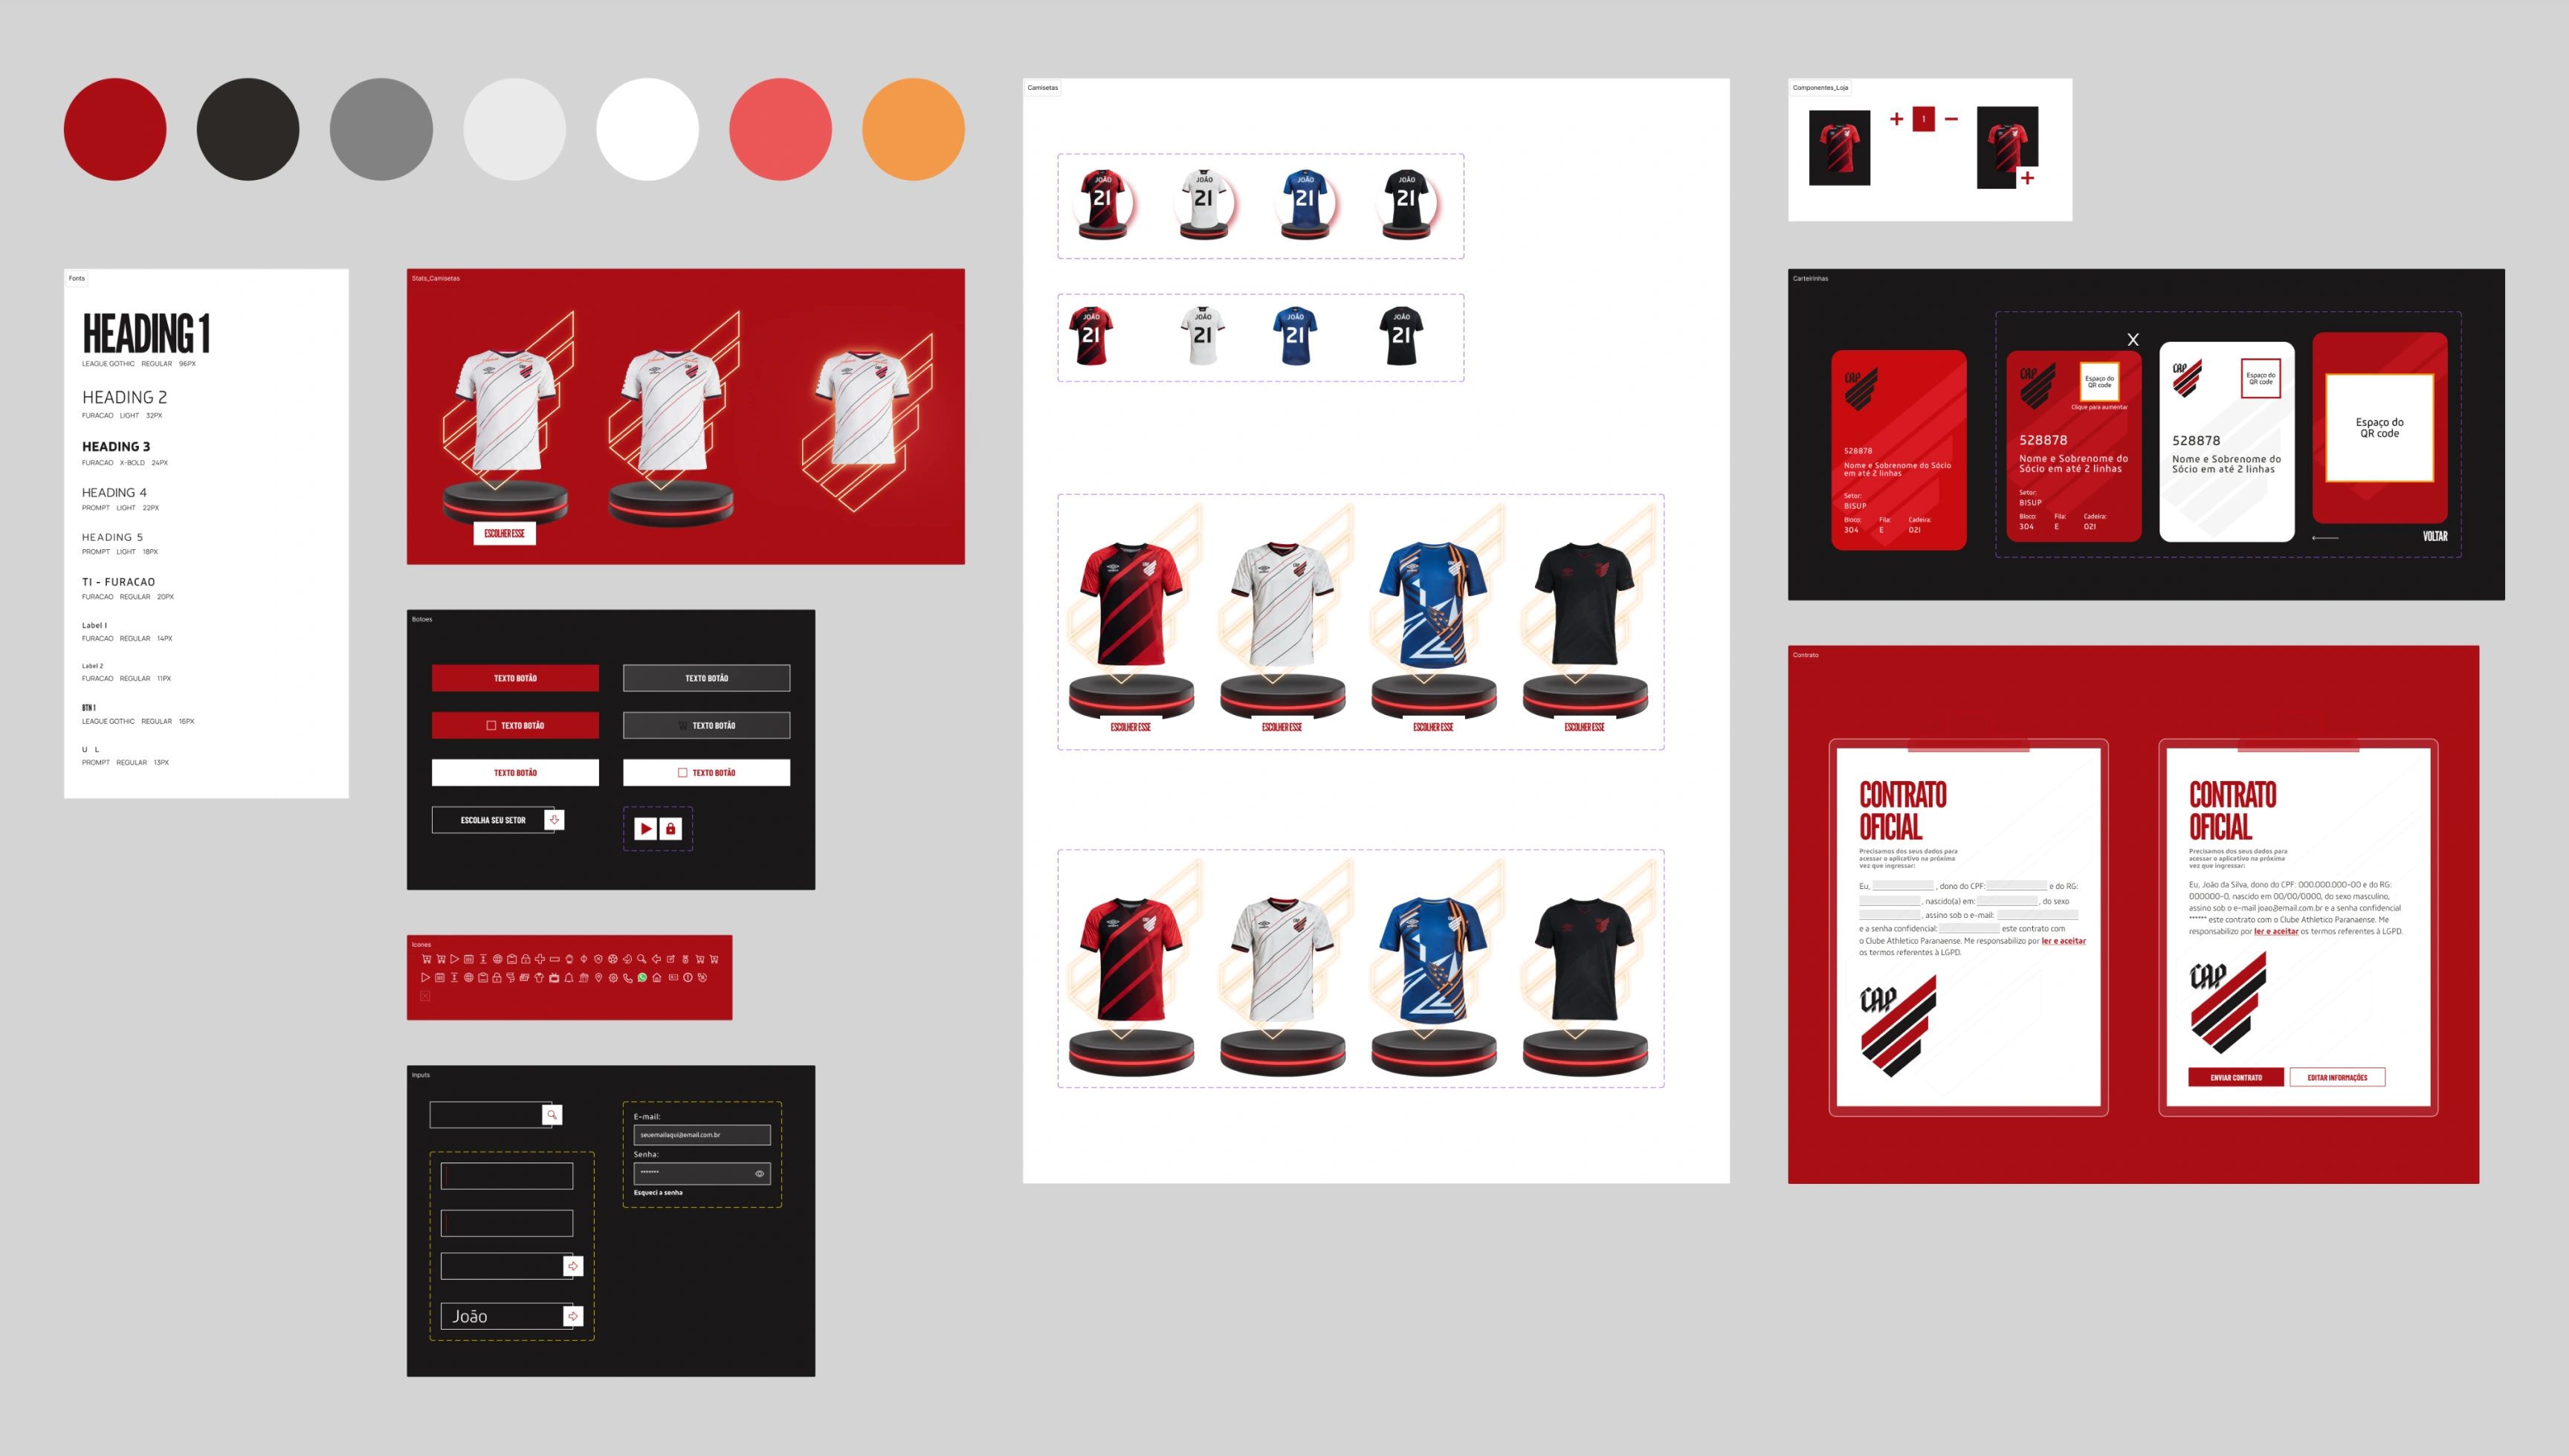 Fonts
HEADING 1
LEAGUE GOTHIC REGULAR 96PX
HEADING 2
FURACAO LIGHT 32PX
HEADING 3
FURACAO X-BOLD 24PX
HEADING 4
PROMPT LIGHT 22PX
HEADING 5
PROMPT LIGHT 18PX
TI - FURACAO
FURACAO REGULAR 20PX
Label 1
FURACAO REGULAR 14PX
Label 2
FURACAO REGULAR 11PX
BTN 1
LEAGUE GOTHIC REGULAR 16PX
U L
PROMPT REGULAR 13PX
Stats_Camisetas
ESCOLHER ESSE
Botoes
TEXTO BOTÃO
TEXTO BOTÃO
TEXTO BOTÃO
TEXTO BOTÃO
TEXTO BOTÃO
TEXTO BOTÃO
ESCOLHA SEU SETOR
Icones
Inputs
João
E-mail:
seuemailaqui@email.com.br
Senha:
*******
Esqueci a senha
Camisetas
JOÃO JOÃO JOÃO JOÃO
21 21 21 21
JOÃO JOÃO JOÃO JOÃO
21 21 21 21
ESCOLHER ESSE ESCOLHER ESSE ESCOLHER ESSE ESCOLHER ESSE
Componentes_Loja
1
Carteirinhas
CAP
528878
Nome e Sobrenome do Sócio
em até 2 linhas
Setor:
BISUP
Bloco: Fila: Cadeira:
304 E 021
X
CAP
Espaço do
QR code
Clique para aumentar
528878
Nome e Sobrenome do
Sócio em até 2 linhas
Setor:
BISUP
Bloco: Fila: Cadeira:
304 E 021
CAP
Espaço do
QR code
528878
Nome e Sobrenome do
Sócio em até 2 linhas
Espaço do
QR code
VOLTAR
Contrato
CONTRATO
OFICIAL
Precisamos dos seus dados para
acessar o aplicativo na próxima
vez que ingressar:
Eu, , dono do CPF: e do RG:
, nascido(a) em: , do sexo
, assino sob o e-mail:
e a senha confidencial: este contrato com
o Clube Athletico Paranaense. Me responsabilizo por ler e aceitar
os termos referentes à LGPD.
CAP
CONTRATO
OFICIAL
Precisamos dos seus dados para
acessar o aplicativo na próxima
vez que ingressar:
Eu, João da Silva, dono do CPF: 000.000.000-00 e do RG:
000000-0, nascido em 00/00/0000, do sexo masculino,
assino sob o e-mail joao@email.com.br e a senha confidencial
****** este contrato com o Clube Athletico Paranaense. Me
responsabilizo por ler e aceitar os termos referentes à LGPD.
CAP
ENVIAR CONTRATO
EDITAR INFORMAÇÕES